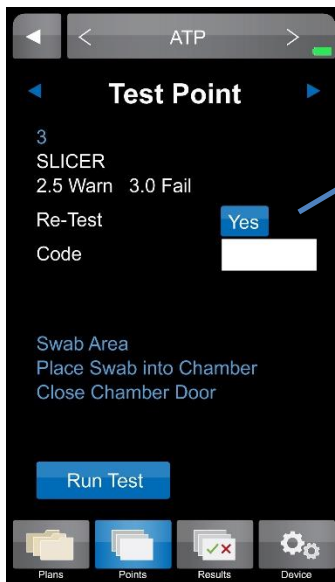 ATP
Test Point
3
SLICER
2.5 Warn 3.0 Fail
Re-Test Yes
Code
Swab Area
Place Swab into Chamber
Close Chamber Door
Run Test
Plans Points Results Device